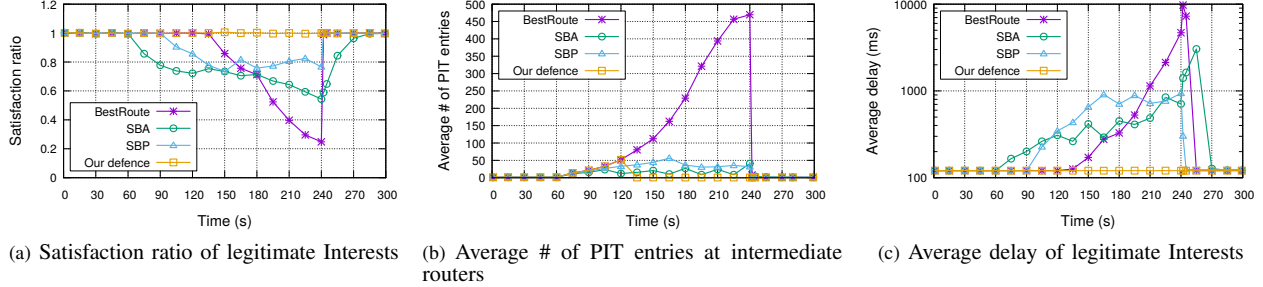 Satisfaction ratio
1
0.8
0.6
0.4
0.2
0
BestRoute
SBA
SBP
Our defence
0 30 60 90 120 150 180 210 240 270 300
Time (s)
(a) Satisfaction ratio of legitimate Interests
Average # of PIT entries
500
450
400
350
300
250
200
150
100
50
0
BestRoute
SBA
SBP
Our defence
0 30 60 90 120 150 180 210 240 270 300
Time (s)
(b) Average # of PIT entries at intermediate
routers
Average delay (ms)
10000
1000
100
BestRoute
SBA
SBP
Our defence
0 30 60 90 120 150 180 210 240 270 300
Time (s)
(c) Average delay of legitimate Interests